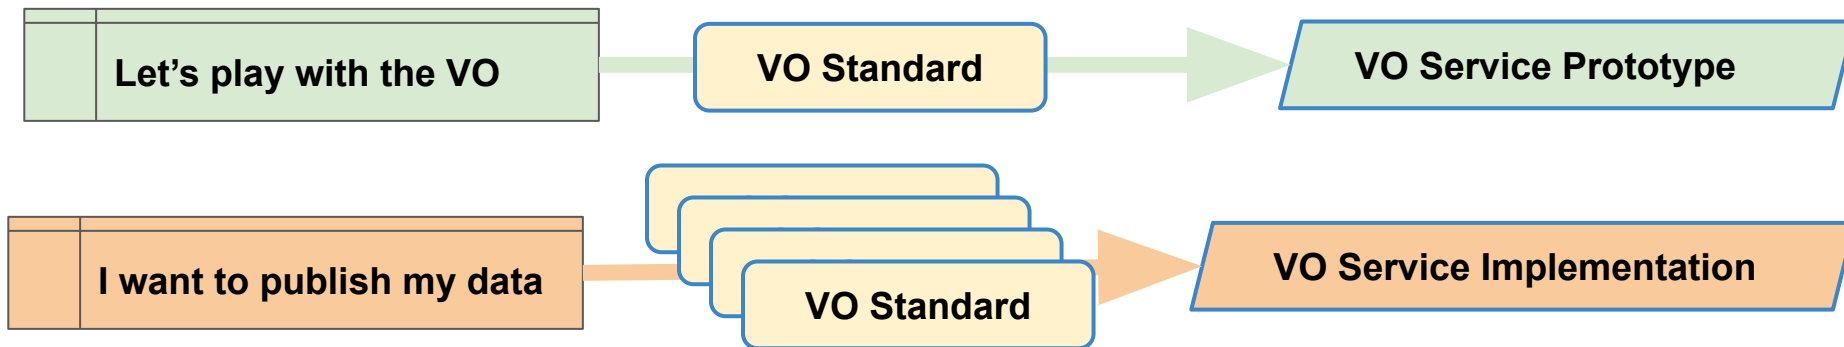 Let's play with the VO
VO Standard
VO Service Prototype
I want to publish my data
VO Standard
VO Service Implementation